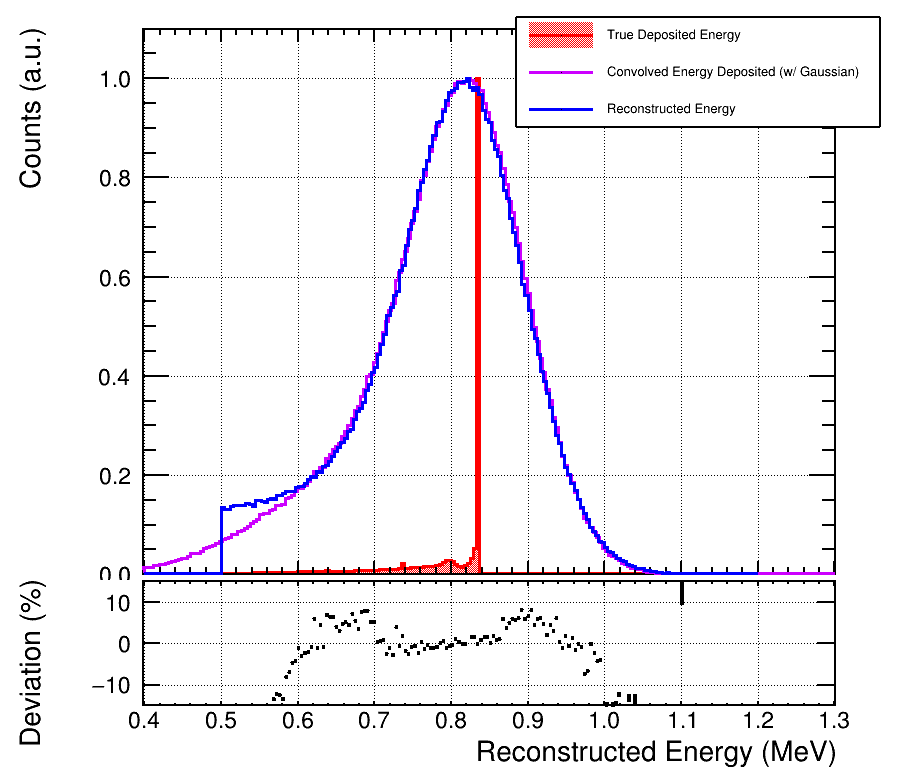 Counts (a.u.)
True Deposited Energy
Convolved Energy Deposited (w/ Gaussian)
Reconstructed Energy
1.0
0.8
0.6
0.4
0.2
0.0
Deviation (%)
10
0
−10
0.4 0.5 0.6 0.7 0.8 0.9 1.0 1.1 1.2 1.3
Reconstructed Energy (MeV)